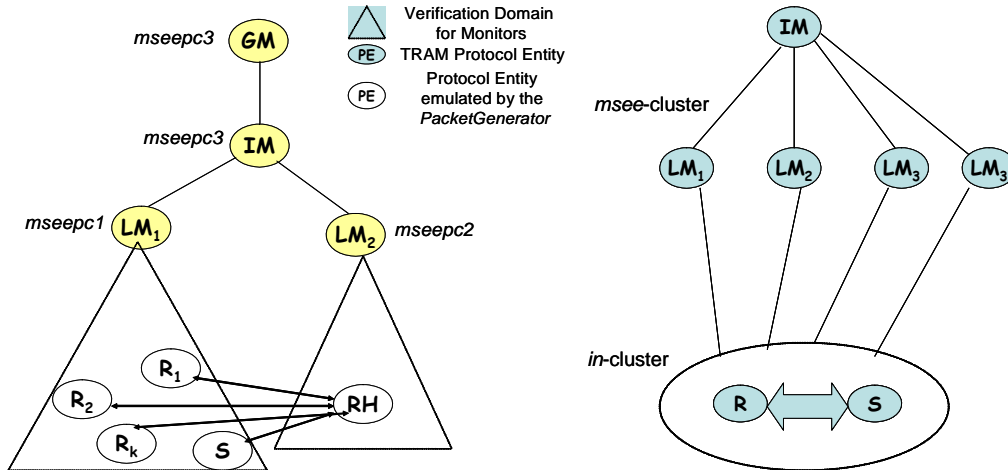 mseepc3
GM
Verification Domain
for Monitors
PE
TRAM Protocol Entity
PE
Protocol Entity
emulated by the
PacketGenerator
mseepc3
IM
mseepc1
LM1
LM2
mseepc2
R1
R2
Rk
S
RH
IM
msee-cluster
LM1
LM2
LM3
LM3
in-cluster
R
S